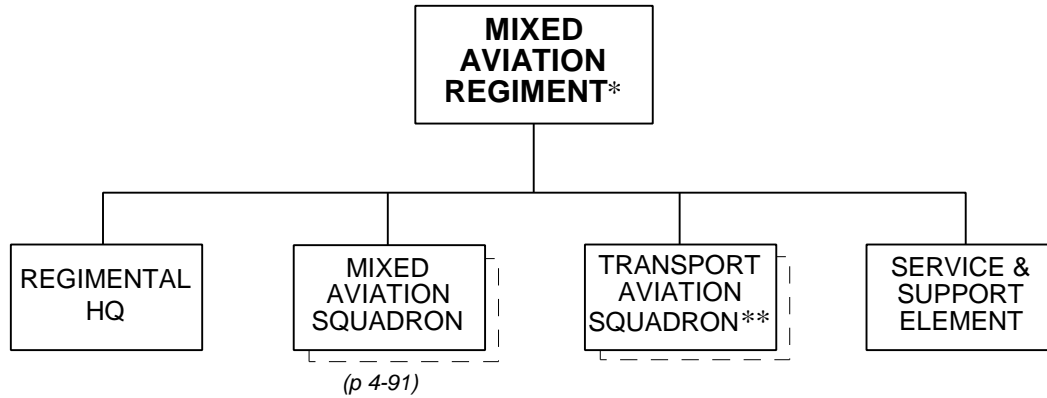 MIXED
AVIATION
REGIMENT*
REGIMENTAL
HQ
MIXED
AVIATION
SQUADRON
(p 4-91)
TRANSPORT
AVIATION
SQUADRON**
SERVICE &
SUPPORT
ELEMENT